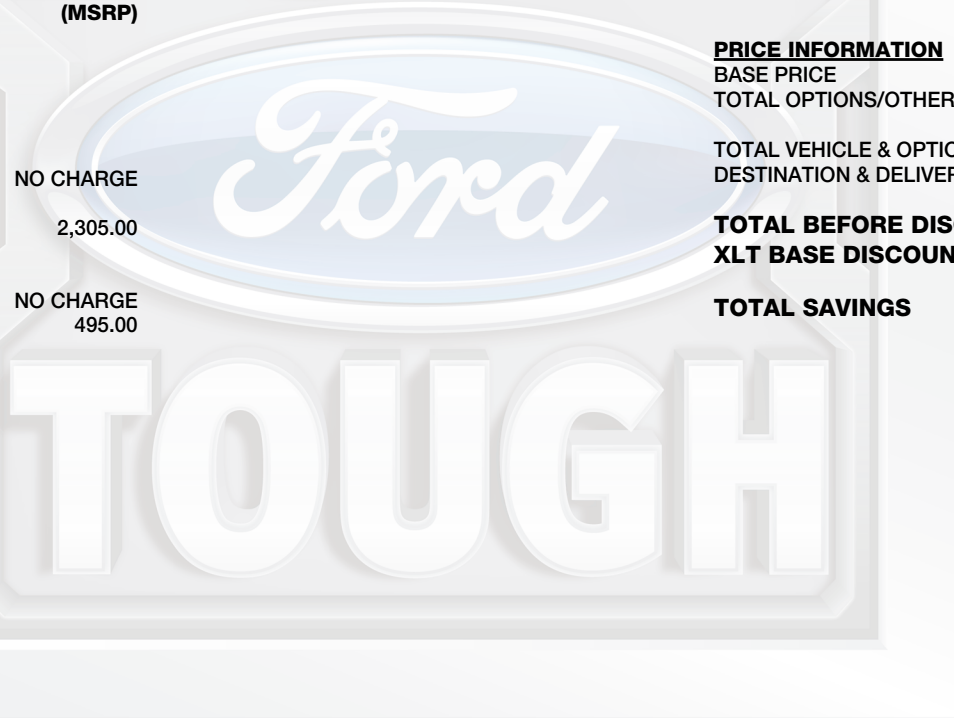 (MSRP)
NO CHARGE
2,305.00
NO CHARGE
495.00
PRICE INFORMATION
BASE PRICE
TOTAL OPTIONS/OTHER
TOTAL VEHICLE & OPTIO
DESTINATION & DELIVER
TOTAL BEFORE DISC
XLT BASE DISCOUN
TOTAL SAVINGS
Ford
TOUGH